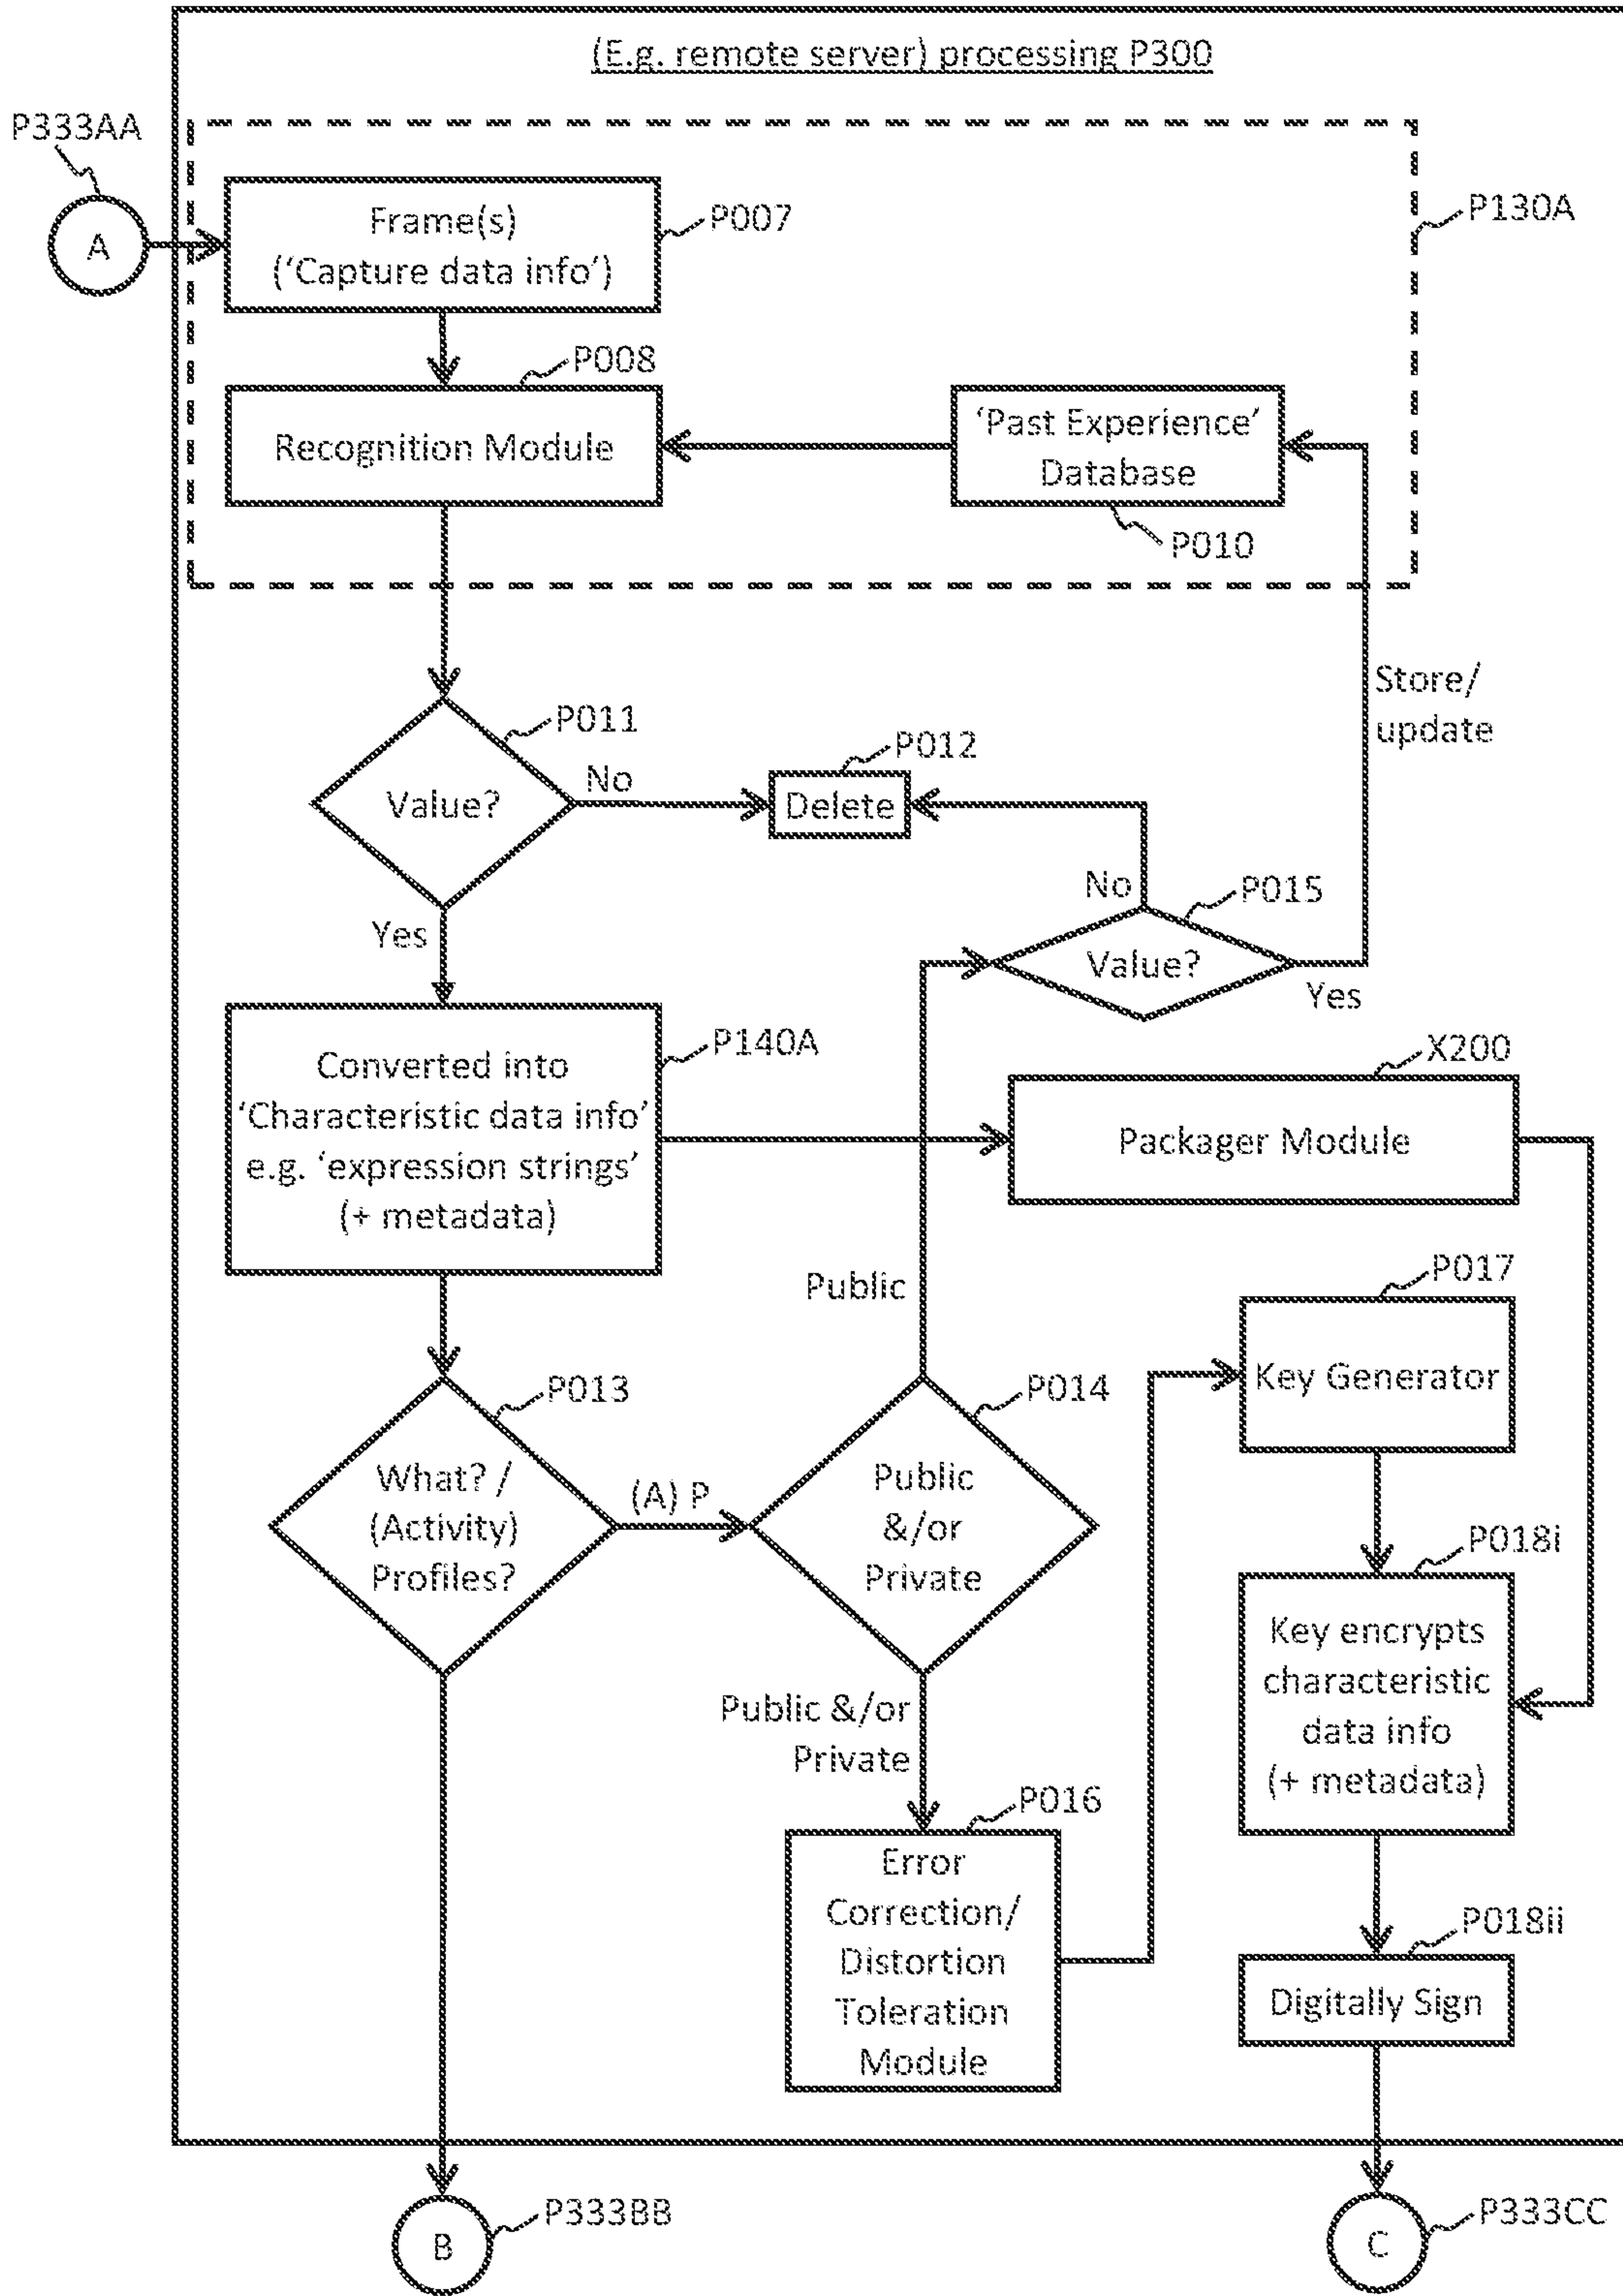 (E.g. remote server) processing P300
P333AA
A
Frame(s)
(‘Capture data info’)
P007
P130A
P008
Recognition Module
‘Past Experience’
Database
P010
Store/
update
P011
Value?
No
P012
Delete
Yes
No
P015
Value?
Yes
P140A
Converted into
‘Characteristic data info’
e.g. ‘expression strings’
(+ metadata)
X200
Packager Module
Public
P017
Key Generator
P013
What? /
(Activity)
Profiles?
(A) P
P014
Public
&/or
Private
P018i
Key encrypts
characteristic
data info
(+ metadata)
Public &/or
Private
P016
Error
Correction/
Distortion
Toleration
Module
P018ii
Digitally Sign
P333BB
B
P333CC
C